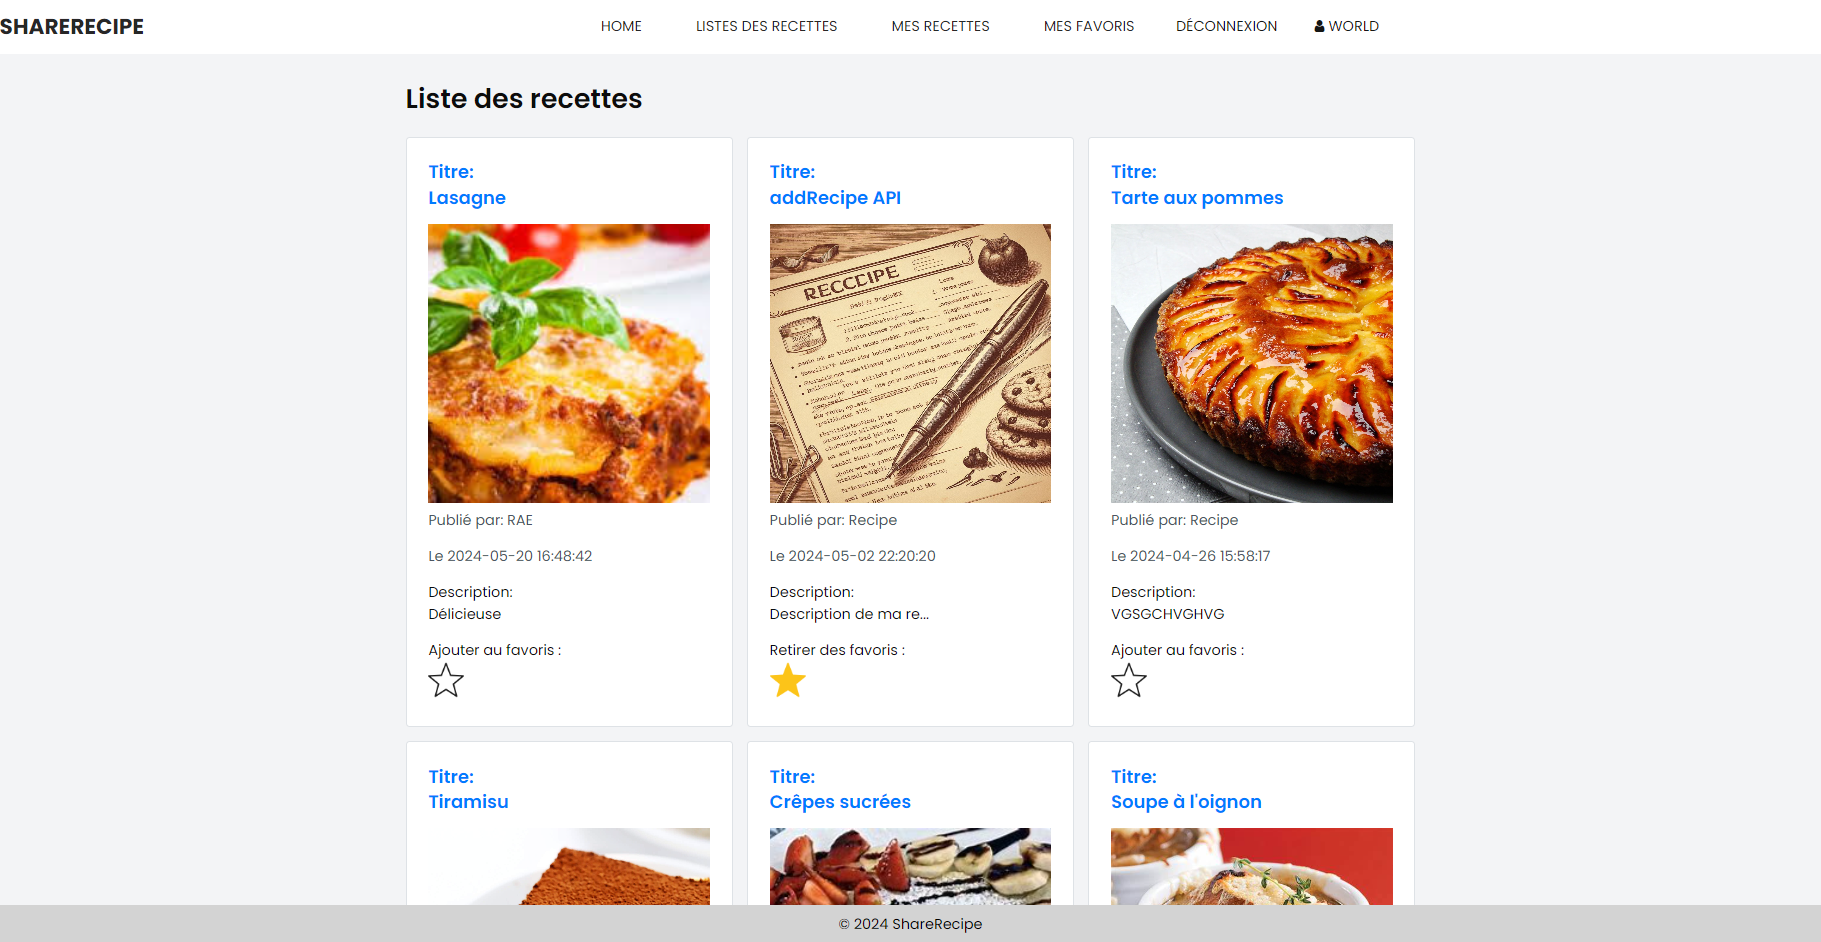 SHARERECIPE
HOME LISTES DES RECETTES MES RECETTES MES FAVORIS DÉCONNEXION WORLD
Liste des recettes
Titre:
Lasagne
Publié par: RAE
Le 2024-05-20 16:48:42
Description:
Délicieuse
Ajouter au favoris :
Titre:
addRecipe API
RECCCIPE
Publié par: Recipe
Le 2024-05-02 22:20:20
Description:
Description de ma re...
Retirer des favoris :
Titre:
Tarte aux pommes
Publié par: Recipe
Le 2024-04-26 15:58:17
Description:
VGSGCHVGHVG
Ajouter au favoris :
Titre:
Tiramisu
Titre:
Crêpes sucrées
Titre:
Soupe à l'oignon
© 2024 ShareRecipe